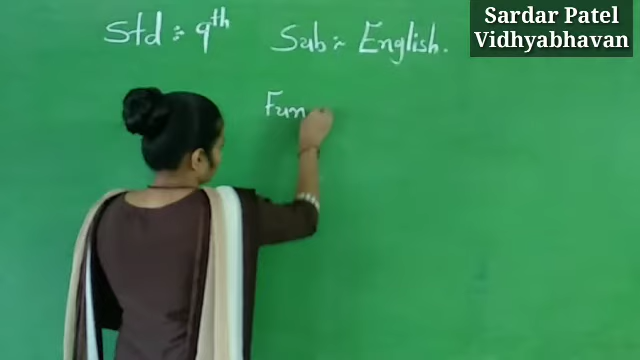 Sardar Patel
Vidhyabhavan
Std :- 9th Sub :- English.
Fun